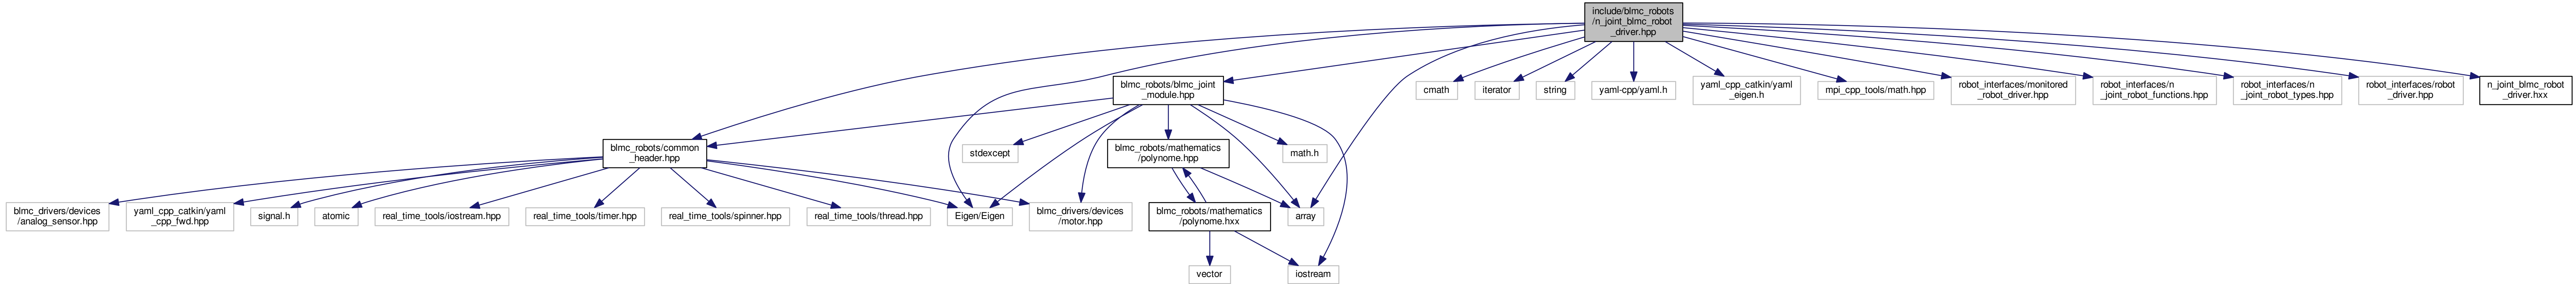 include/blmc_robots
/n_joint_blmc_robot
_driver.hpp
blmc_robots/blmc_joint
_module.hpp
cmath
iterator
string
yaml-cpp/yaml.h
yaml_cpp_catkin/yaml
_eigen.h
mpi_cpp_tools/math.hpp
robot_interfaces/monitored
_robot_driver.hpp
robot_interfaces/n
_joint_robot_functions.hpp
robot_interfaces/n
_joint_robot_types.hpp
robot_interfaces/robot
_driver.hpp
n_joint_blmc_robot
_driver.hxx
blmc_robots/common
_header.hpp
stdexcept
blmc_robots/mathematics
/polynome.hpp
math.h
blmc_drivers/devices
/analog_sensor.hpp
yaml_cpp_catkin/yaml
_cpp_fwd.hpp
signal.h
atomic
real_time_tools/iostream.hpp
real_time_tools/timer.hpp
real_time_tools/spinner.hpp
real_time_tools/thread.hpp
Eigen/Eigen
blmc_drivers/devices
/motor.hpp
blmc_robots/mathematics
/polynome.hxx
array
vector
iostream